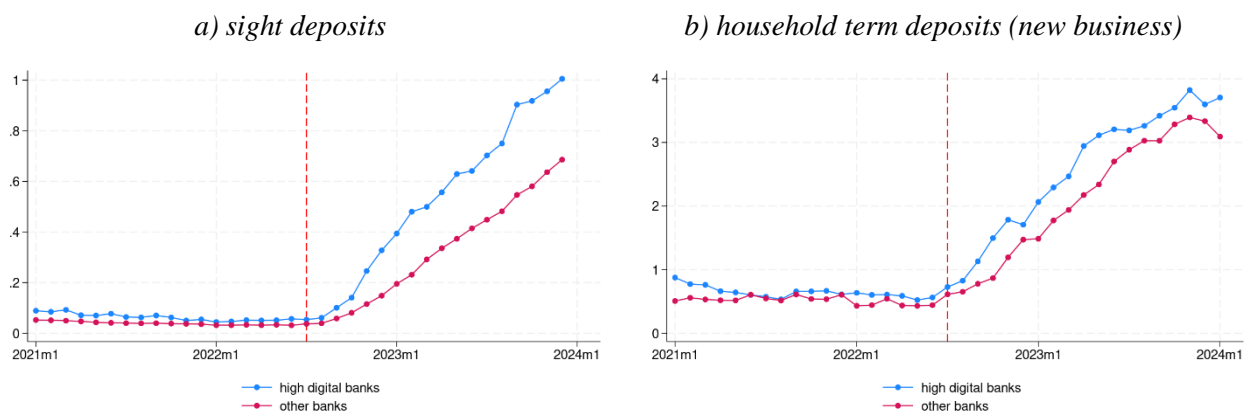 a) sight deposits
1
.8
.6
.4
.2
0
2021m1 2022m1 2023m1 2024m1
high digital banks
other banks
b) household term deposits (new business)
4
3
2
1
0
2021m1 2022m1 2023m1 2024m1
high digital banks
other banks